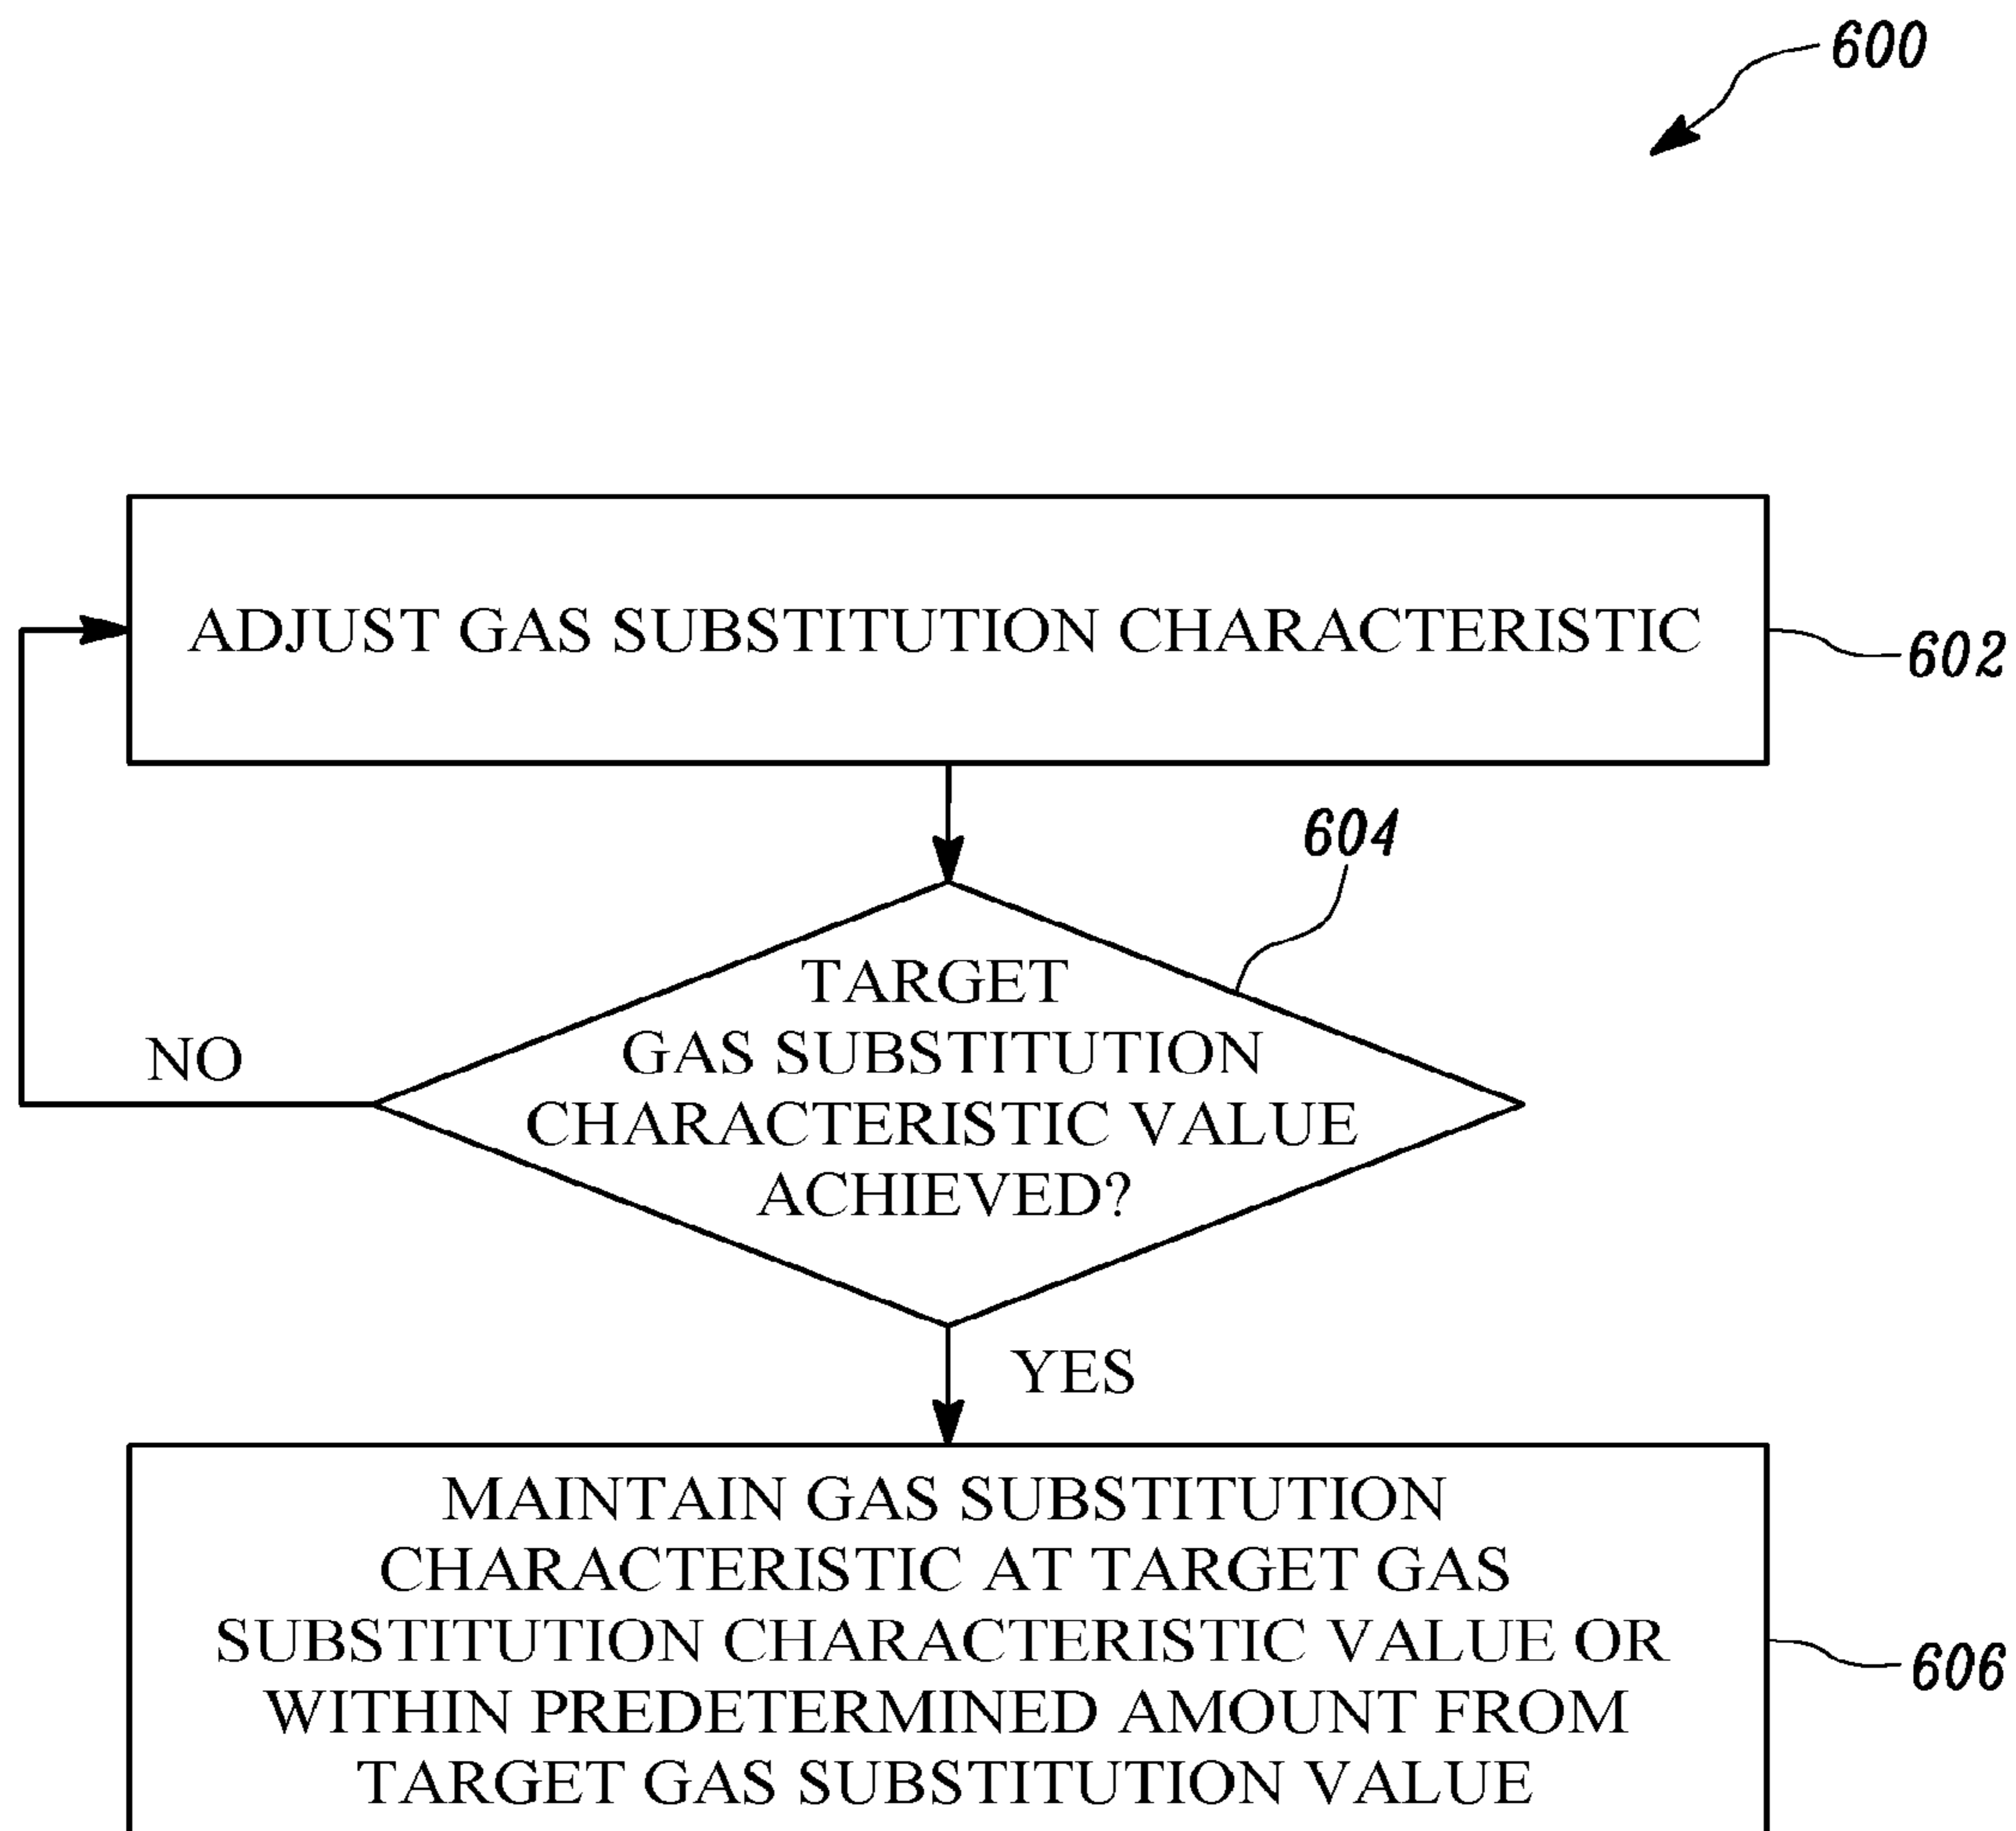 600
ADJUST GAS SUBSTITUTION CHARACTERISTIC
602
604
TARGET
GAS SUBSTITUTION
CHARACTERISTIC VALUE
ACHIEVED?
NO
YES
MAINTAIN GAS SUBSTITUTION
CHARACTERISTIC AT TARGET GAS
SUBSTITUTION CHARACTERISTIC VALUE OR
WITHIN PREDETERMINED AMOUNT FROM
TARGET GAS SUBSTITUTION VALUE
606